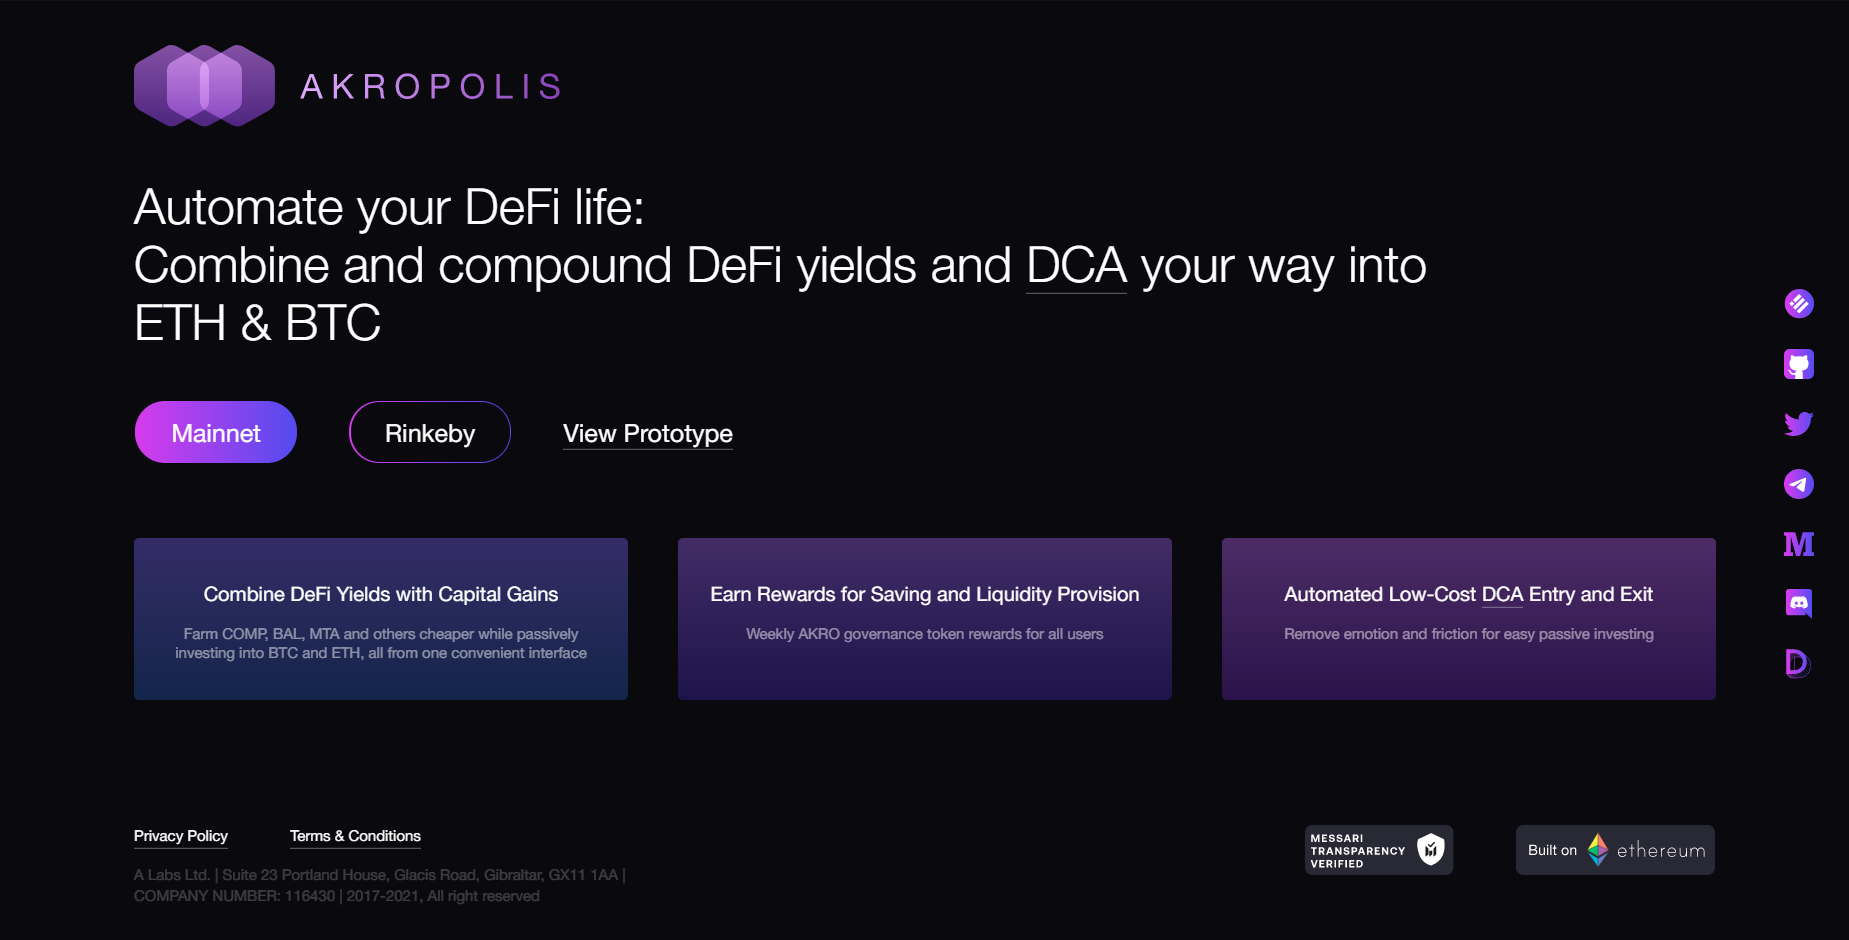 AKROPOLIS
Automate your DeFi life:
Combine and compound DeFi yields and DCA your way into
ETH & BTC
Mainnet
Rinkeby
View Prototype
Combine DeFi Yields with Capital Gains
Farm COMP, BAL, MTA and others cheaper while passively
investing into BTC and ETH, all from one convenient interface
Earn Rewards for Saving and Liquidity Provision
Weekly AKRO governance token rewards for all users
Automated Low-Cost DCA Entry and Exit
Remove emotion and friction for easy passive investing
M
D
Privacy Policy
Terms & Conditions
A Labs Ltd. | Suite 23 Portland House, Glacis Road, Gibraltar, GX11 1AA |
COMPANY NUMBER: 116430 | 2017-2021, All right reserved
MESSARI
TRANSPARENCY
VERIFIED
Built on ethereum